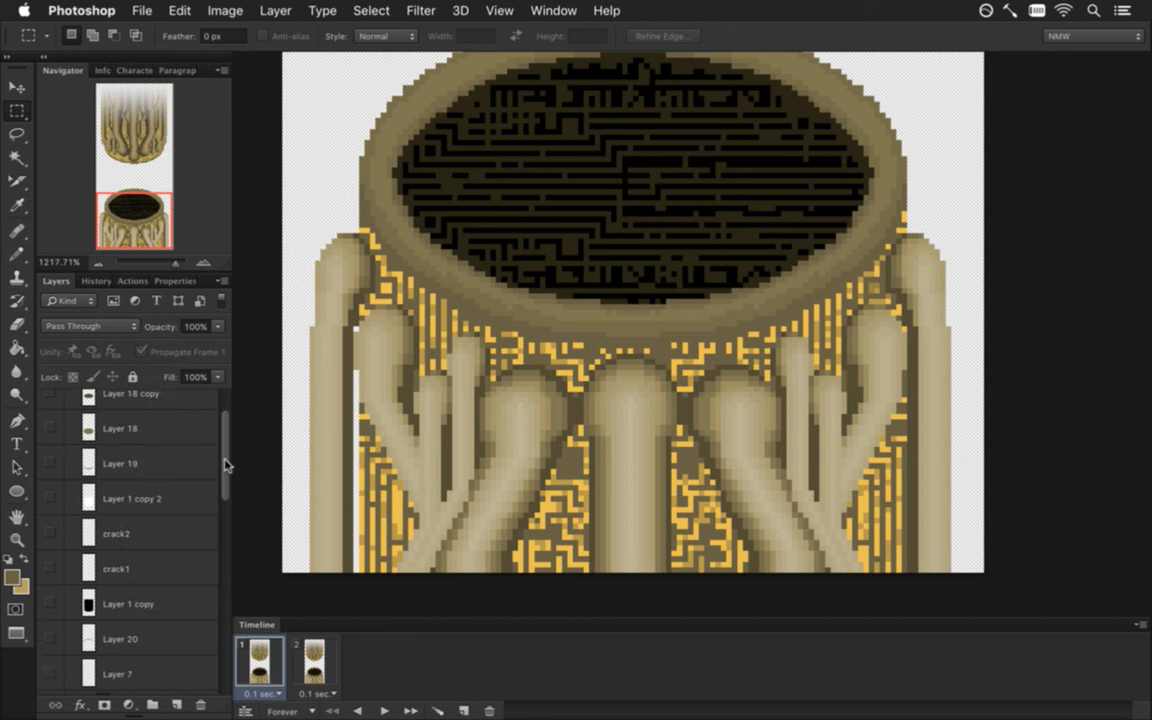 Photoshop File Edit Image Layer Type Select Filter 3D View Window Help
Feather: 0 px Anti-alias Style: Normal Width: Height: Refine Edge... NMW
Navigator Info Characte Paragrap
1217.71%
Layers History Actions Properties
Kind
Pass Through Opacity: 100%
Unify: Propagate Frame 1
Lock: Fill: 100%
Layer 18 copy
Layer 18
Layer 19
Layer 1 copy 2
crack2
crack1
Layer 1 copy
Layer 20
Layer 7
Timeline
1 2
0.1 sec. 0.1 sec.
Forever